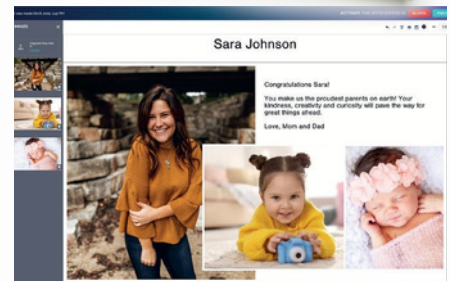 Sara Johnson
Congratulations Sara!
You make us the proudest parents on earth! Your
kindness, creativity and curiosity will pave the way for
great things ahead.
Love, Mom and Dad